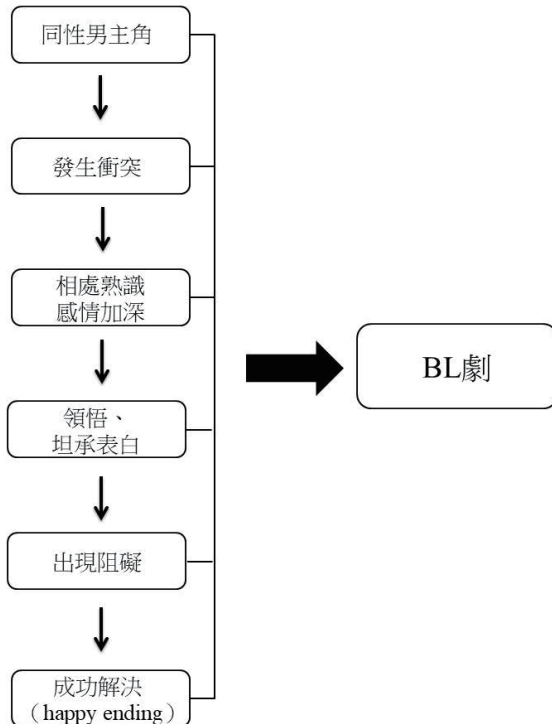 同性男主角
發生衝突
相處熟識
感情加深
領悟、
坦承表白
出現阻礙
成功解決
（happy ending）
BL劇